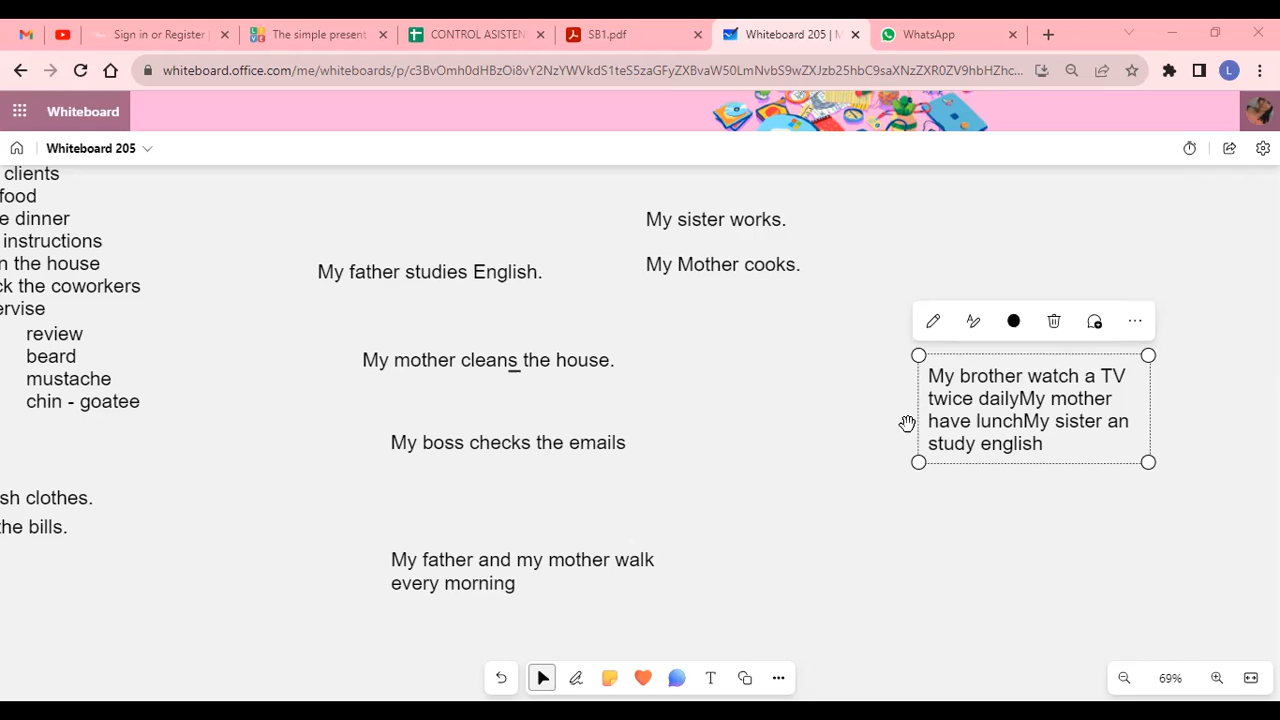 Sign in or Register
The simple present
CONTROL ASISTEN
SB1.pdf
Whiteboard 205 | M
WhatsApp
whiteboard.office.com/me/whiteboards/p/c3BvOmh0dHBzOi8vY2NzYWVkdS1teS5zaGFyZXBvaW50LmNvbS9wZXJzb25hbC9saXNzZXR0ZV9hbHZhc...
L
Whiteboard
Whiteboard 205
clients
food
e dinner
instructions
n the house
ck the coworkers
ervise
review
beard
mustache
chin - goatee
sh clothes.
the bills.
My father studies English.
My mother cleans the house.
My boss checks the emails
My father and my mother walk
every morning
My sister works.
My Mother cooks.
My brother watch a TV
twice dailyMy mother
have lunchMy sister an
study english
69%